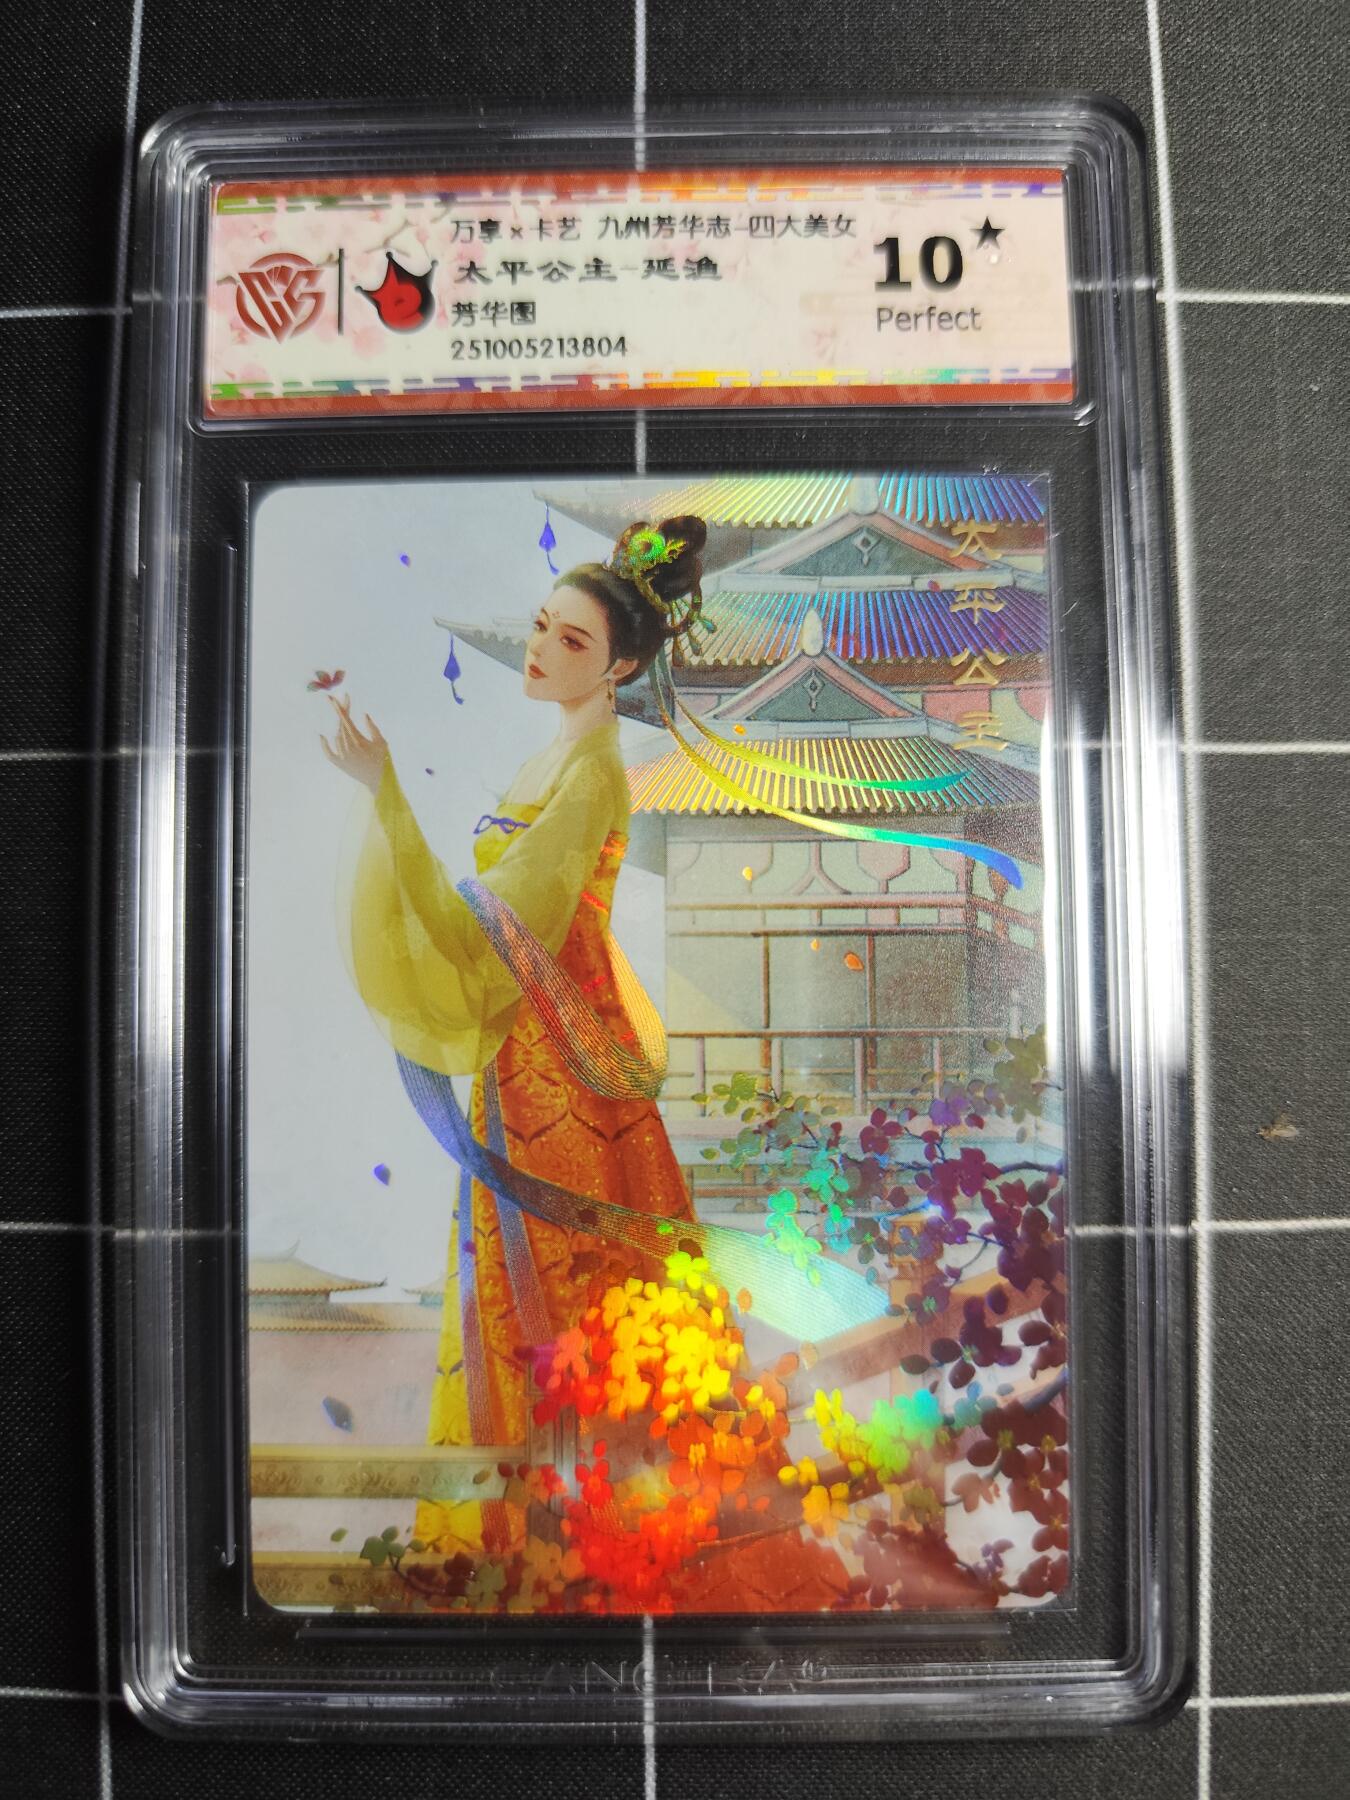 万享×卡艺 九州芳华志-四大美女
太平公主-延渔
芳华图
251005213804
10★
Perfect
太平公主